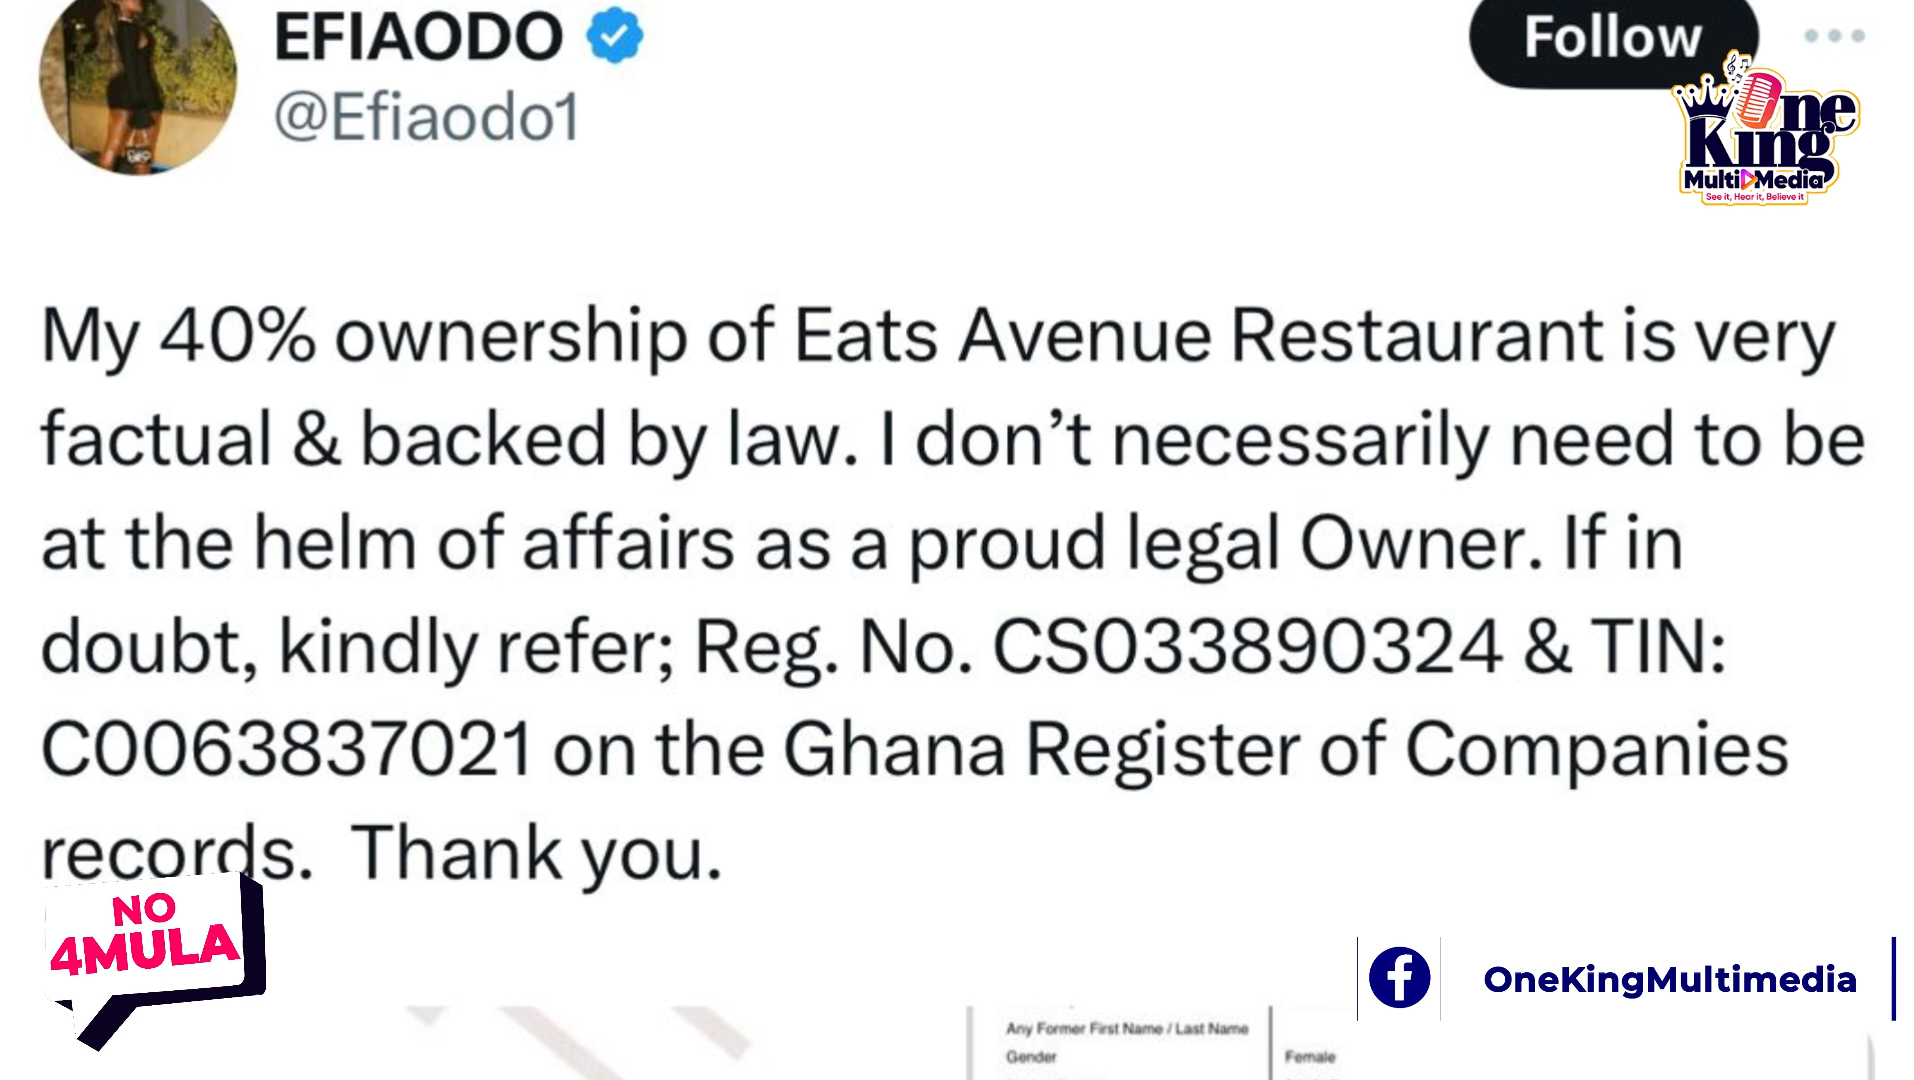 EFIAODO
@Efiaodo1
Follow
One
King
MultiMedia
See it, Hear it, Believe it
My 40% ownership of Eats Avenue Restaurant is very
factual & backed by law. I don’t necessarily need to be
at the helm of affairs as a proud legal Owner. If in
doubt, kindly refer; Reg. No. CS033890324 & TIN:
C0063837021 on the Ghana Register of Companies
records.  Thank you.
NO
4MULA
OneKingMultimedia
Any Former First Name / Last Name
Gender
Female